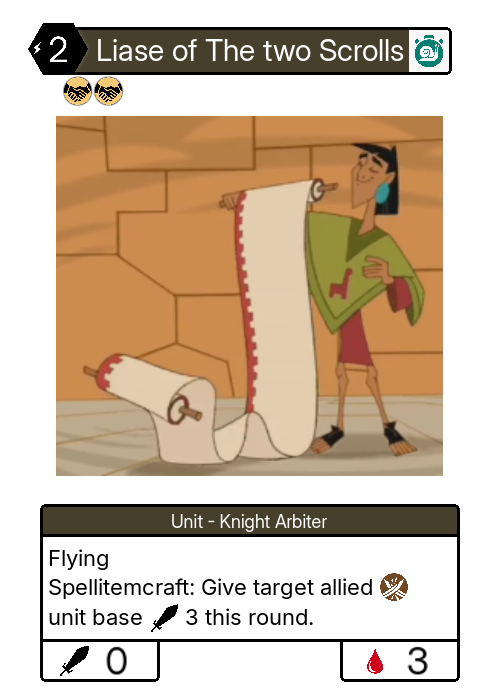 2 Liase of The two Scrolls
Unit - Knight Arbiter
Flying
Spellitemcraft: Give target allied
unit base 3 this round.
0
3